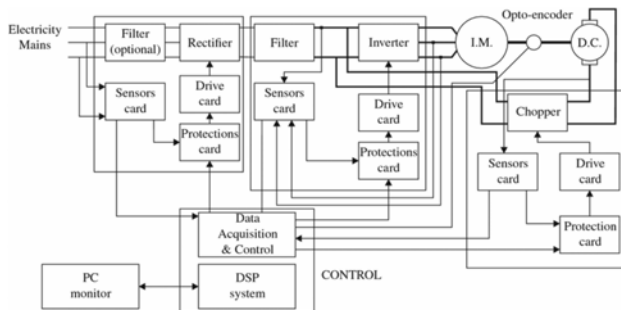 Electricity
Mains
Filter
(optional)
Rectifier
Filter
Inverter
I.M.
Opto-encoder
D.C.
Sensors
card
Drive
card
Protections
card
Sensors
card
Drive
card
Protections
card
Chopper
Sensors
card
Drive
card
Protection
card
Data
Acquisition
& Control
CONTROL
PC
monitor
DSP
system